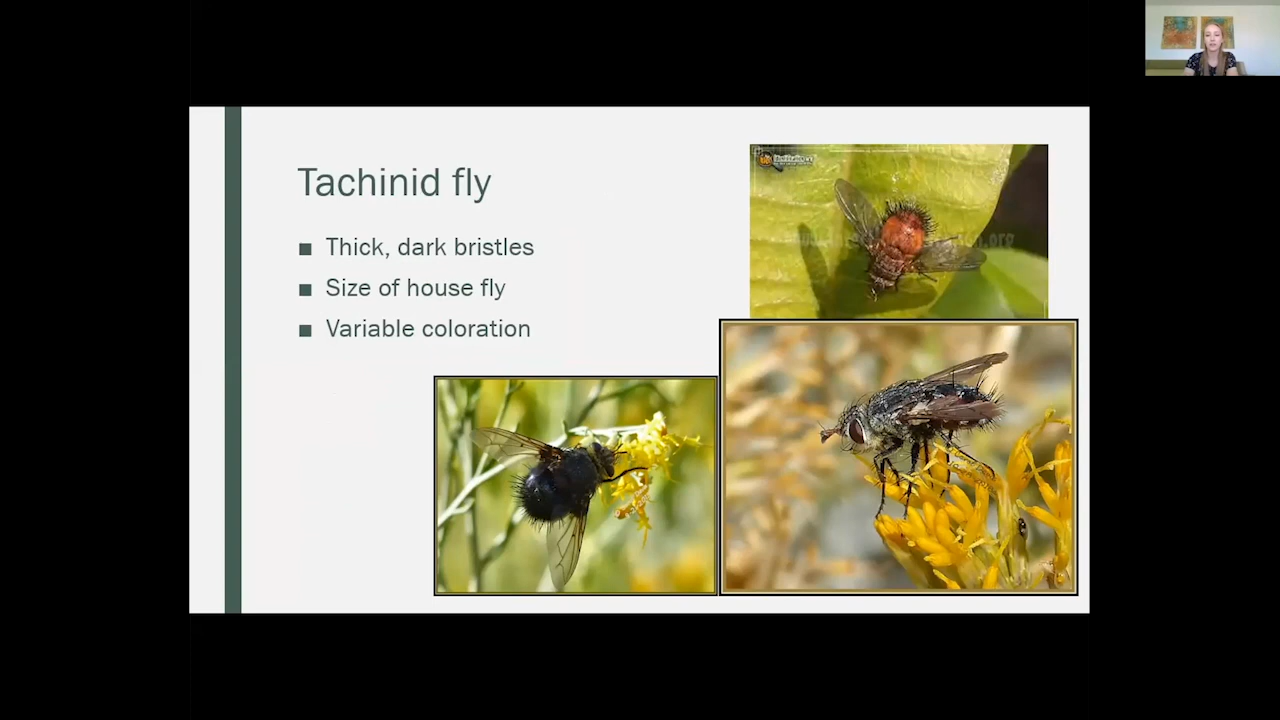 Tachinid fly
■ Thick, dark bristles
■ Size of house fly
■ Variable coloration